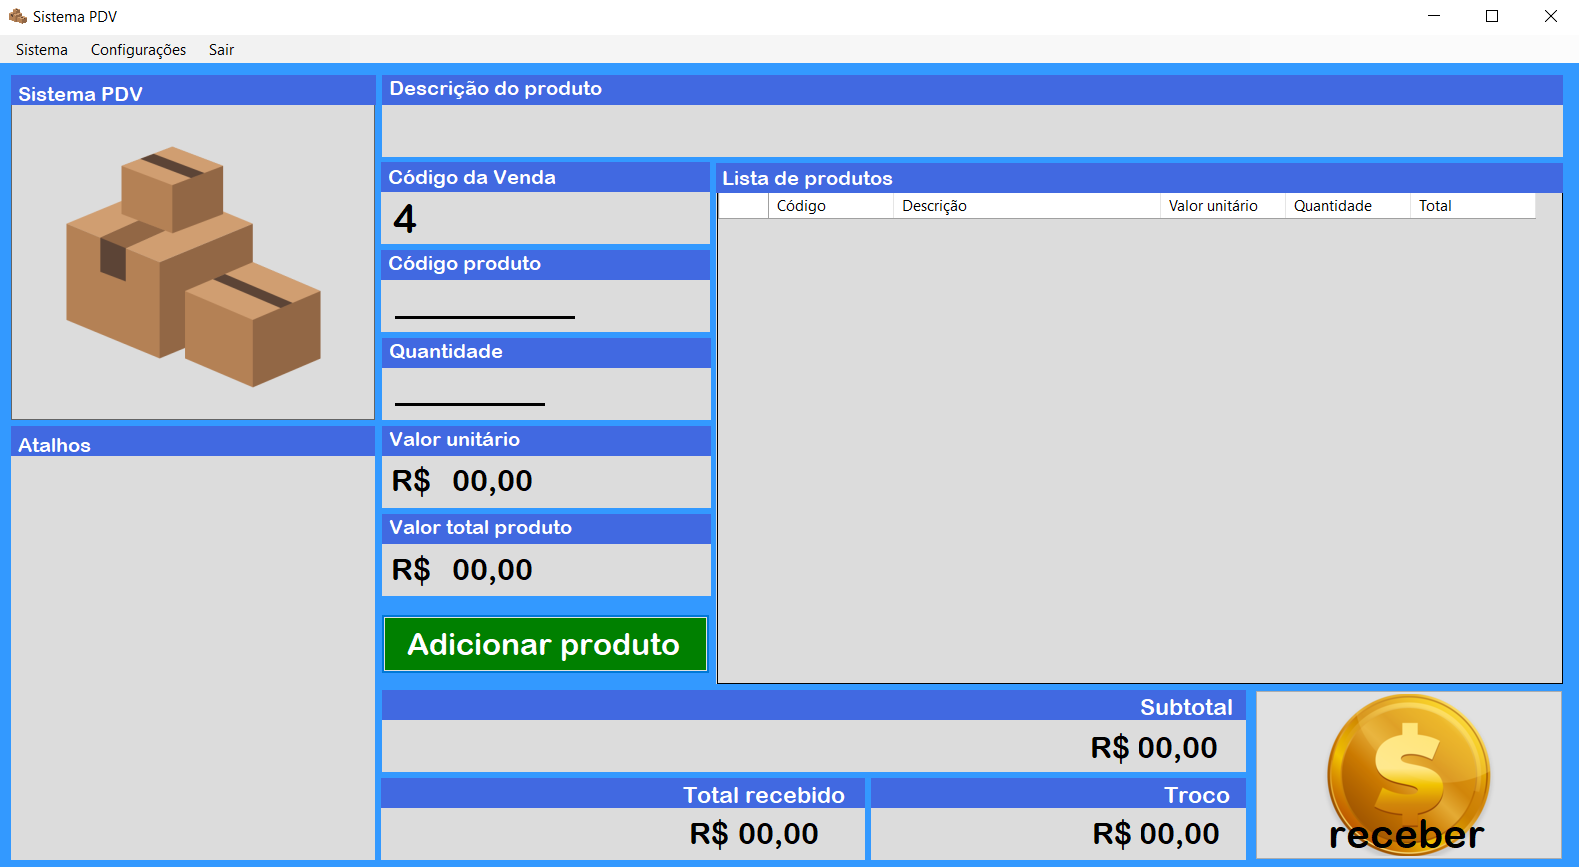 Sistema PDV
Sistema Configurações Sair
Sistema PDV
Descrição do produto
Código da Venda
4
Código produto
Quantidade
Valor unitário
R$ 00,00
Valor total produto
R$ 00,00
Adicionar produto
Atalhos
Lista de produtos
Código Descrição Valor unitário Quantidade Total
Subtotal
R$ 00,00
Total recebido
R$ 00,00
Troco
R$ 00,00
$
receber